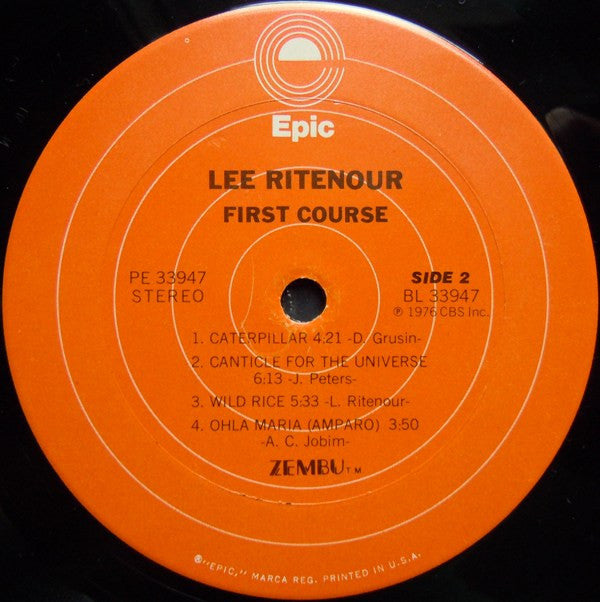 Epic
LEE RITENOUR
FIRST COURSE
PE 33947
STEREO
SIDE 2
BL 33947
℗ 1976 CBS Inc.
1. CATERPILLAR 4.21 -D. Grusin-
2. CANTICLE FOR THE UNIVERSE
6:13 -J. Peters-
3. WILD RICE 5:33 -L. Ritenour-
4. OHLA MARIA (AMPARO) 3:50
-A. C. Jobim-
ZEMBU TM
®"EPIC," MARCA REG. PRINTED IN U.S.A.